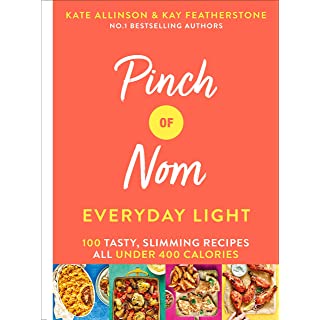 KATE ALLINSON & KAY FEATHERSTONE
NO.1 BESTSELLING AUTHORS
Pinch
OF
Nom
EVERYDAY LIGHT
100 TASTY, SLIMMING RECIPES
ALL UNDER 400 CALORIES